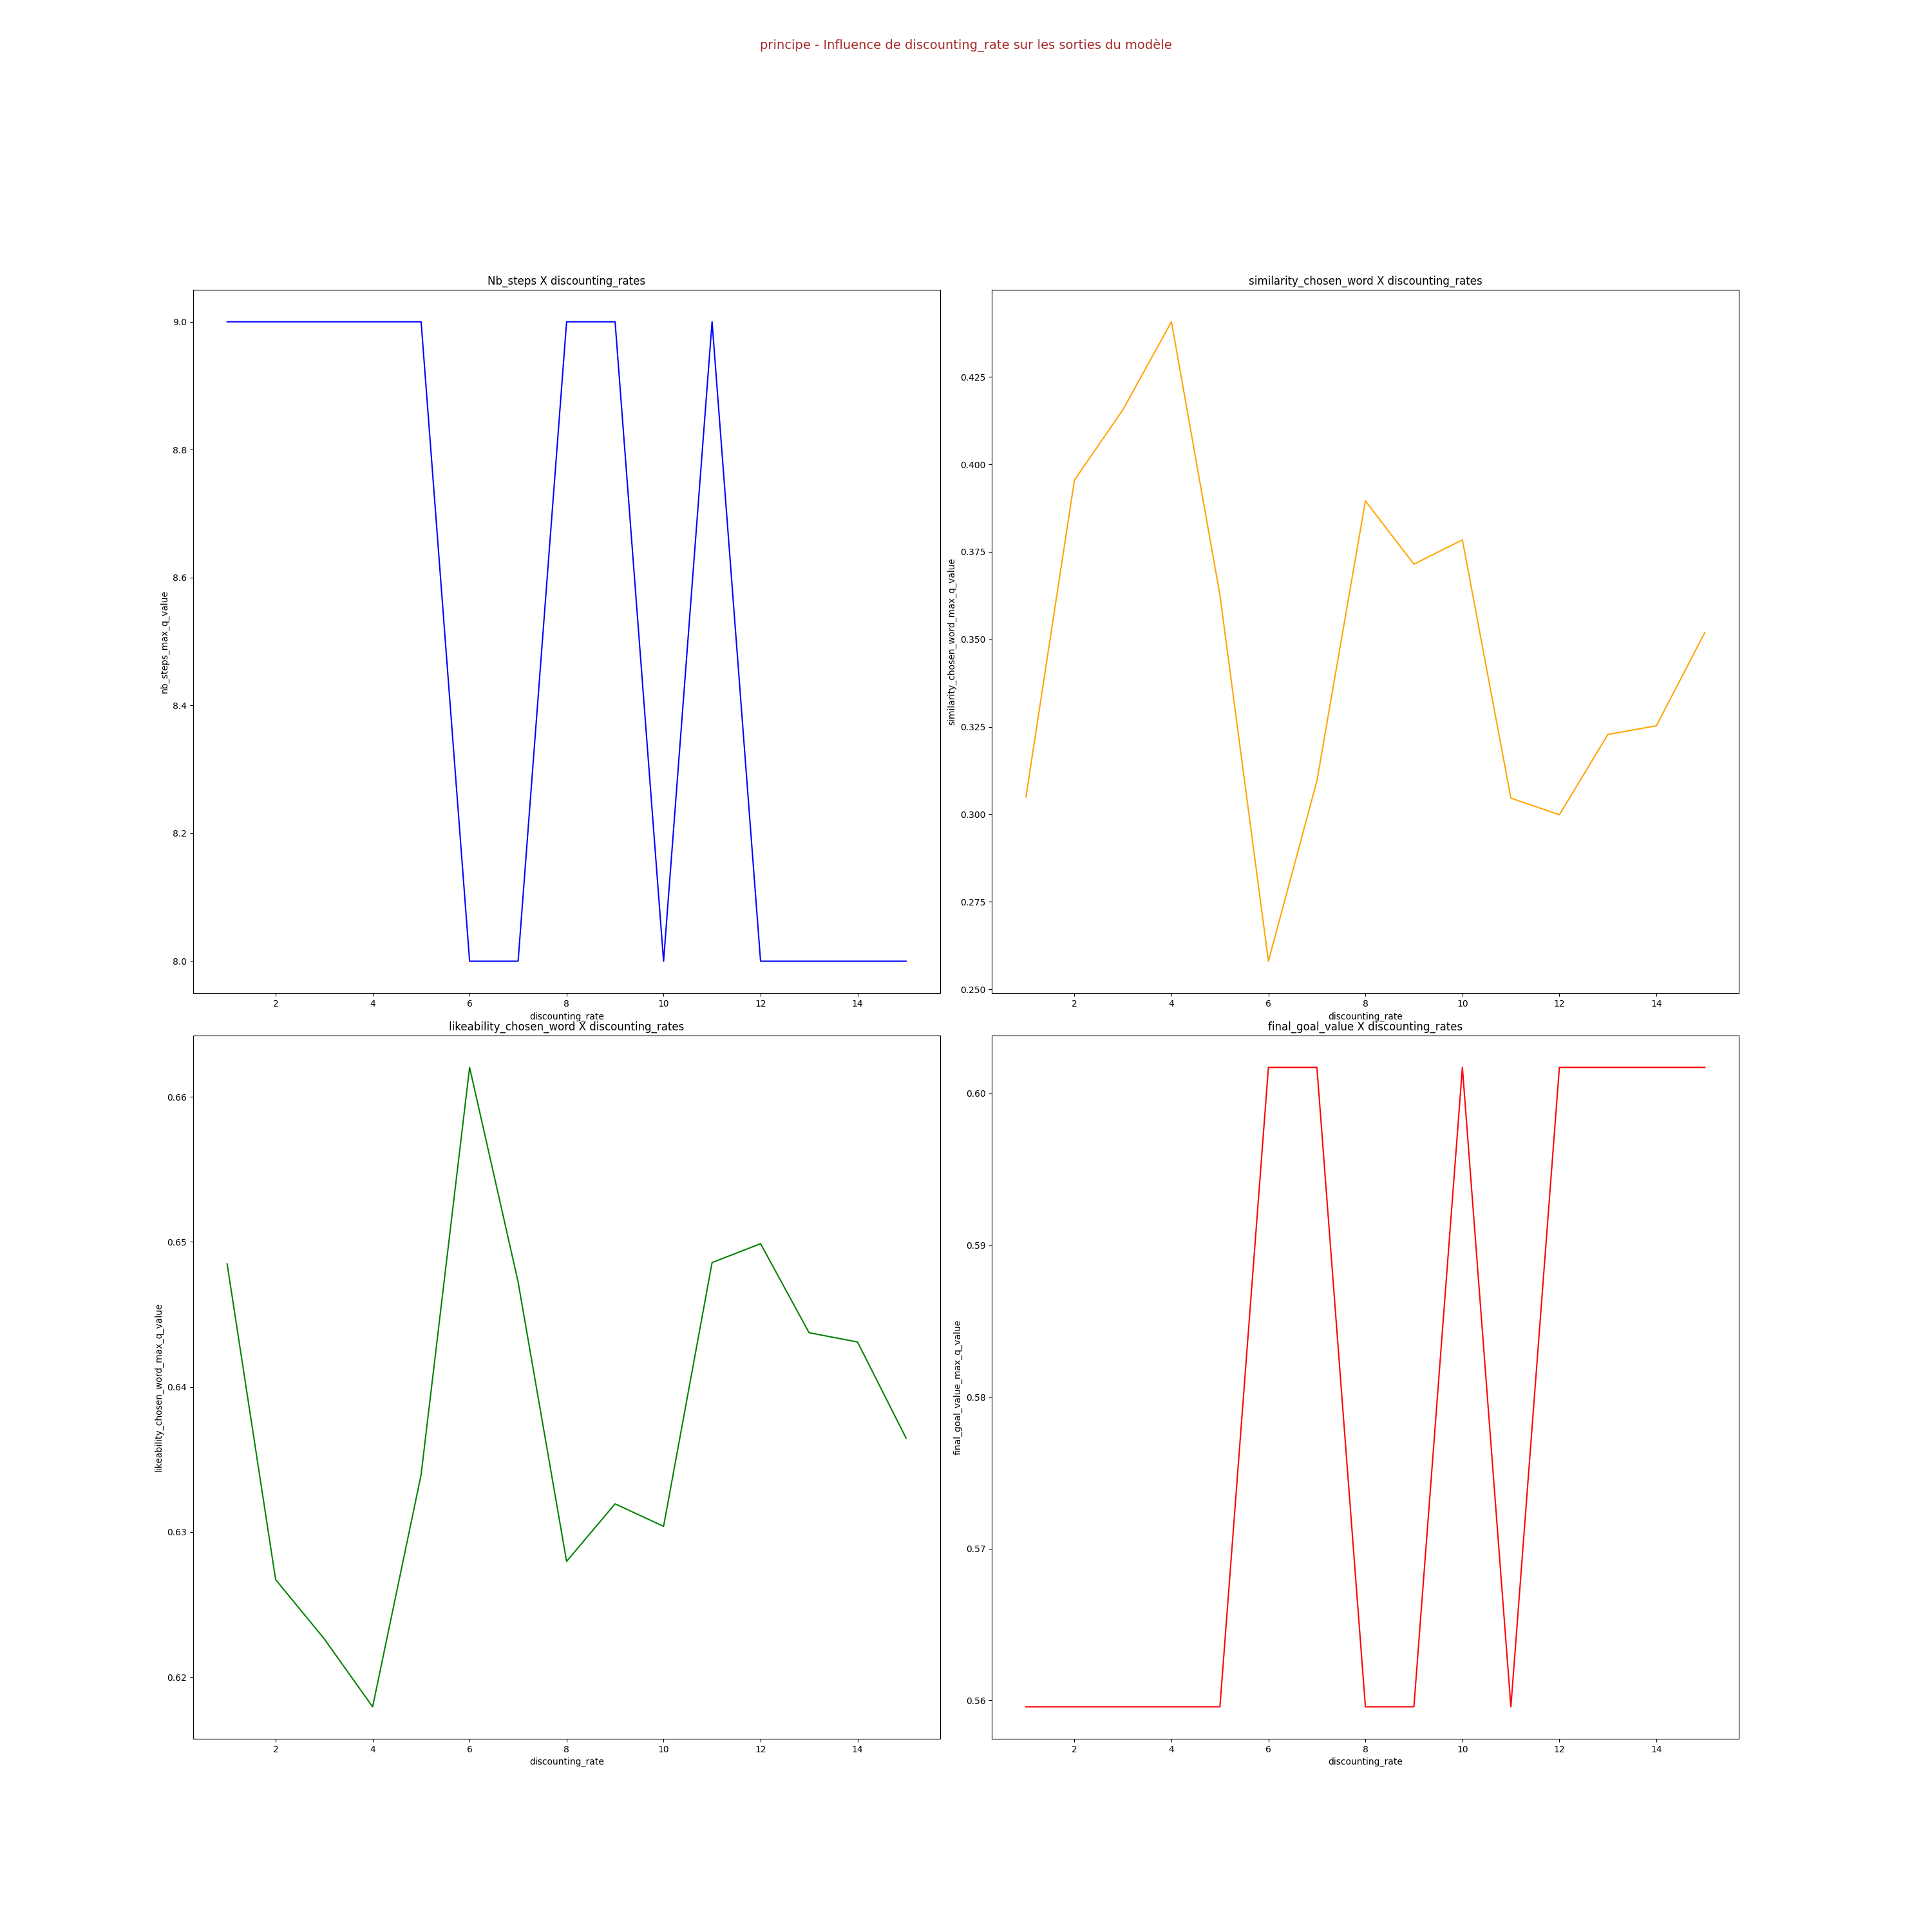 principe - Influence de discounting_rate sur les sorties du modèle
Nb_steps X discounting_rates
nb_steps_max_q_value
9.0
8.8
8.6
8.4
8.2
8.0
2 4 6 8 10 12 14
discounting_rate
similarity_chosen_word X discounting_rates
similarity_chosen_word_max_q_value
0.425
0.400
0.375
0.350
0.325
0.300
0.275
0.250
2 4 6 8 10 12 14
discounting_rate
likeability_chosen_word X discounting_rates
likeability_chosen_word_max_q_value
0.66
0.65
0.64
0.63
0.62
2 4 6 8 10 12 14
discounting_rate
final_goal_value X discounting_rates
final_goal_value_max_q_value
0.60
0.59
0.58
0.57
0.56
2 4 6 8 10 12 14
discounting_rate